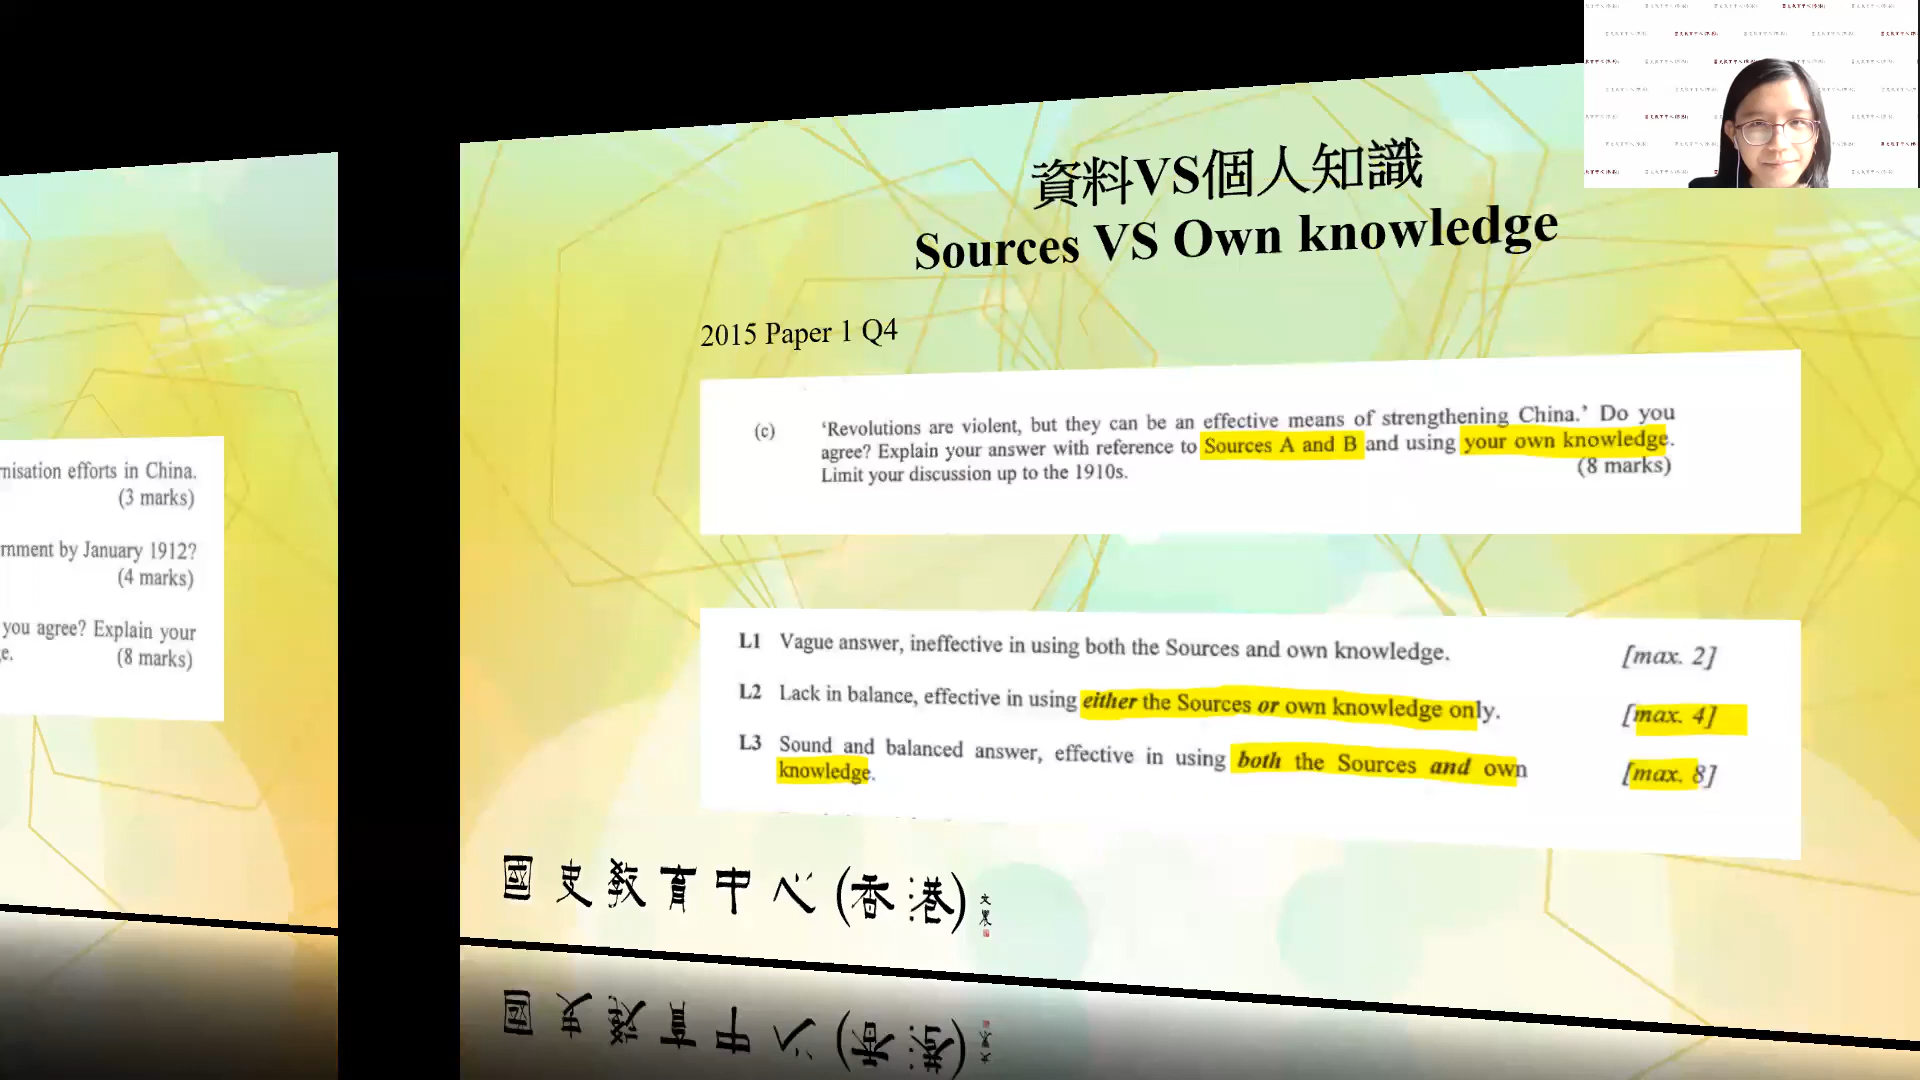 資料VS個人知識
Sources VS Own knowledge
2015 Paper 1 Q4
(c) ‘Revolutions are violent, but they can be an effective means of strengthening China.’ Do you
agree? Explain your answer with reference to Sources A and B and using your own knowledge.
Limit your discussion up to the 1910s. (8 marks)
L1 Vague answer, ineffective in using both the Sources and own knowledge. [max. 2]
L2 Lack in balance, effective in using either the Sources or own knowledge only. [max. 4]
L3 Sound and balanced answer, effective in using both the Sources and own
knowledge. [max. 8]
國史教育中心(香港)
nisation efforts in China.
(3 marks)
rnment by January 1912?
(4 marks)
you agree? Explain your
e. (8 marks)